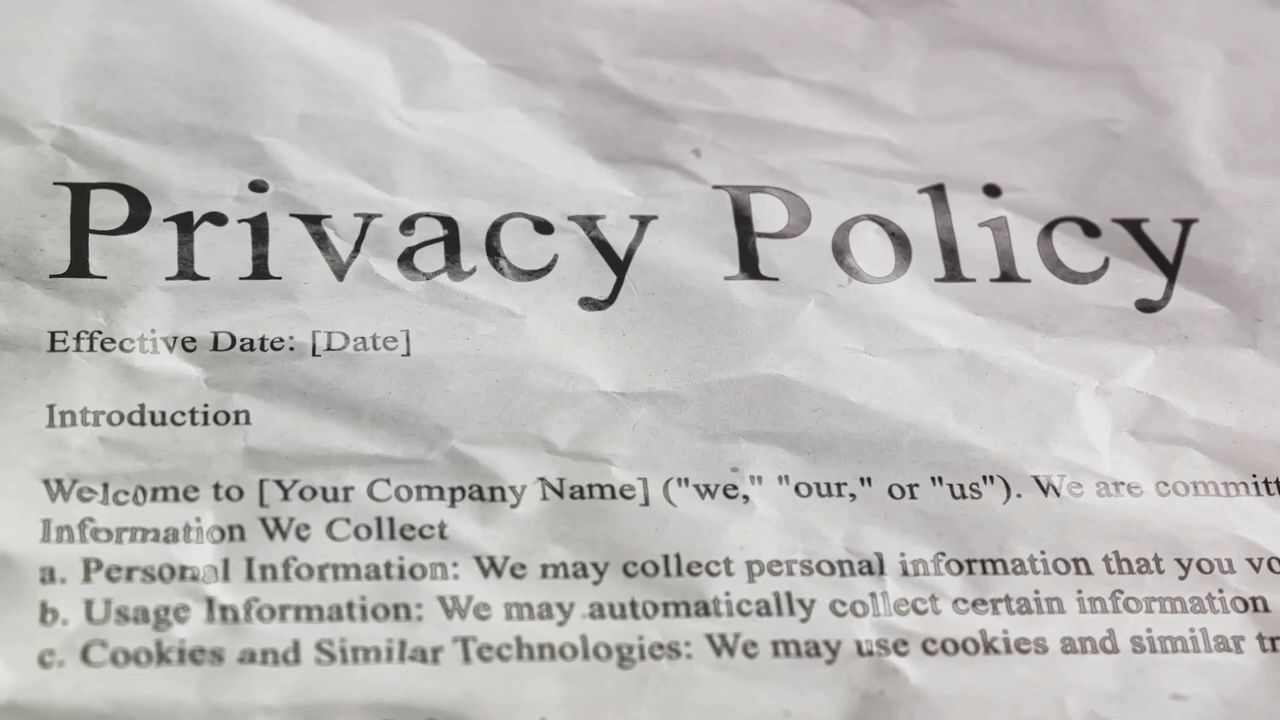 Privacy Policy
Effective Date: [Date]
Introduction
Welcome to [Your Company Name] ("we," "our," or "us"). We are committ
Information We Collect
a. Personal Information: We may collect personal information that you vo
b. Usage Information: We may automatically collect certain information
c. Cookies and Similar Technologies: We may use cookies and similar tr